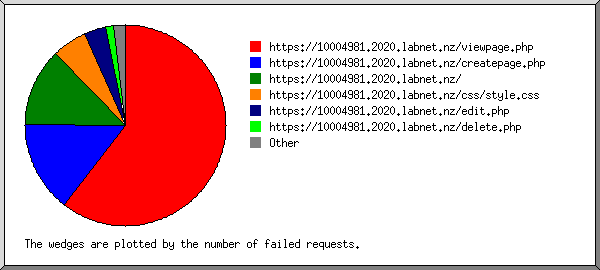 https://10004981.2020.labnet.nz/viewpage.php
https://10004981.2020.labnet.nz/createpage.php
https://10004981.2020.labnet.nz/
https://10004981.2020.labnet.nz/css/style.css
https://10004981.2020.labnet.nz/edit.php
https://10004981.2020.labnet.nz/delete.php
Other
The wedges are plotted by the number of failed requests.